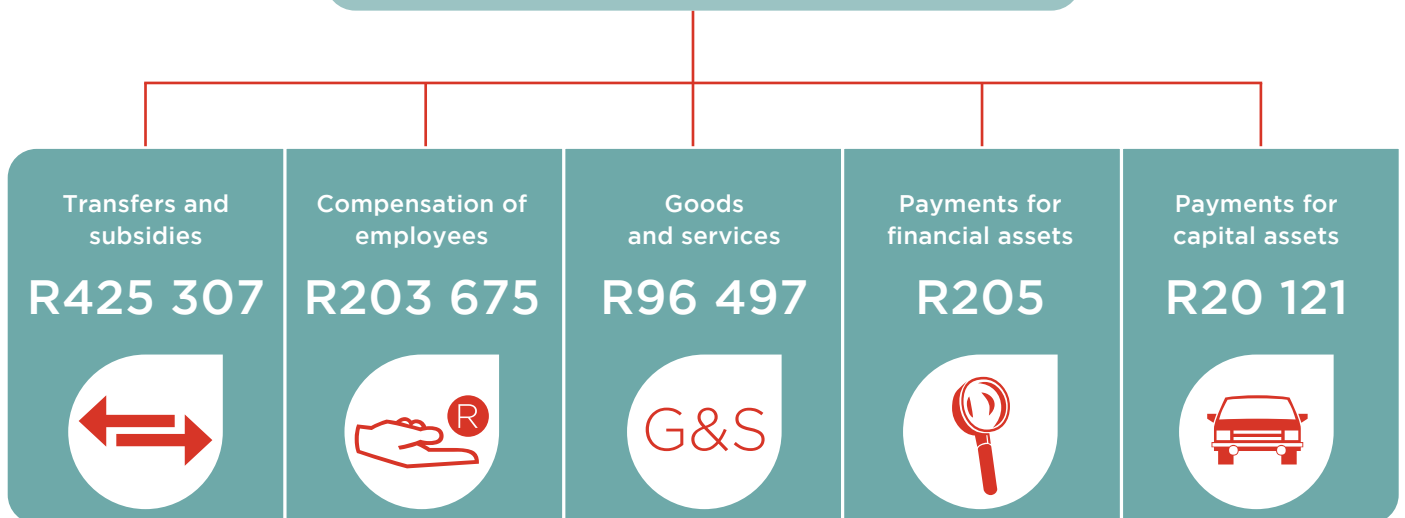 Transfers and
subsidies
R425 307
Compensation of
employees
R203 675
R
Goods
and services
R96 497
G&S
Payments for
financial assets
R205
Payments for
capital assets
R20 121